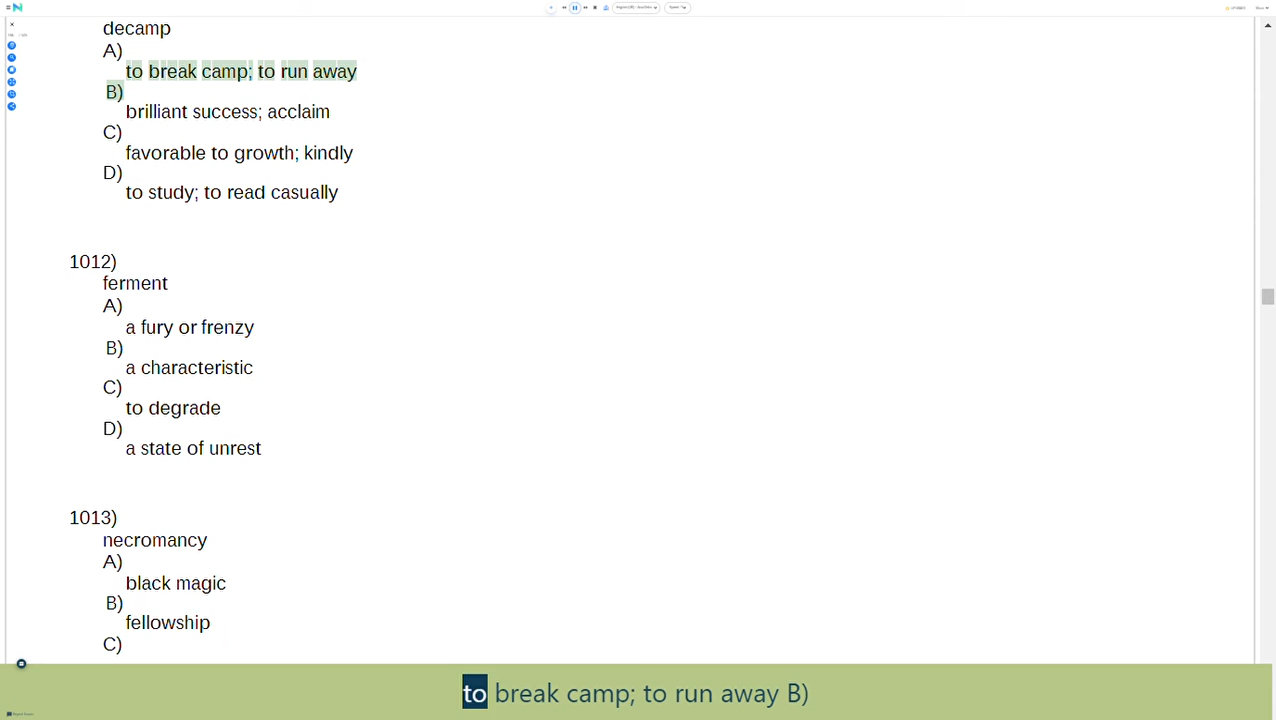 decamp
A)
to break camp; to run away
B)
brilliant success; acclaim
C)
favorable to growth; kindly
D)
to study; to read casually
1012)
ferment
A)
a fury or frenzy
B)
a characteristic
C)
to degrade
D)
a state of unrest
1013)
necromancy
A)
black magic
B)
fellowship
C)
to break camp; to run away B)